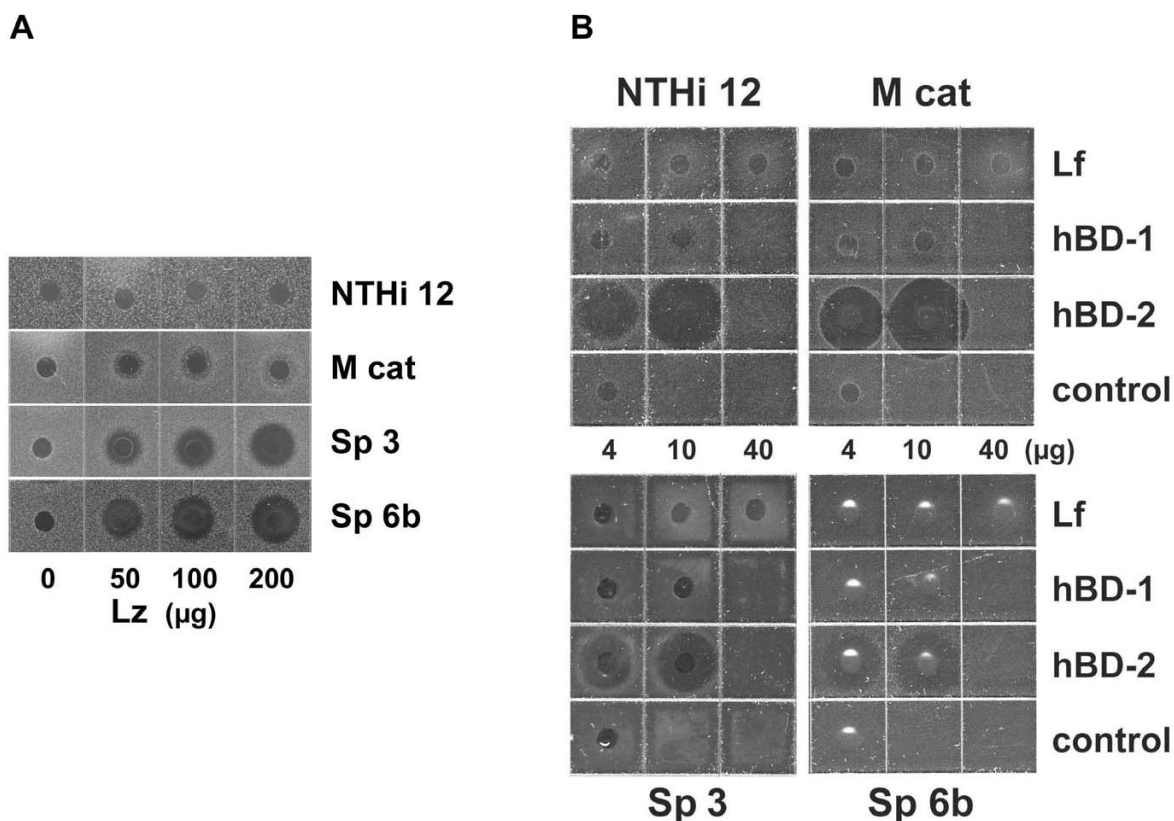 A
NTHi 12
M cat
Sp 3
Sp 6b
0 50 100 200
Lz (µg)
B
NTHi 12 M cat
Lf
hBD-1
hBD-2
control
4 10 40 4 10 40 (µg)
Lf
hBD-1
hBD-2
control
Sp 3 Sp 6b